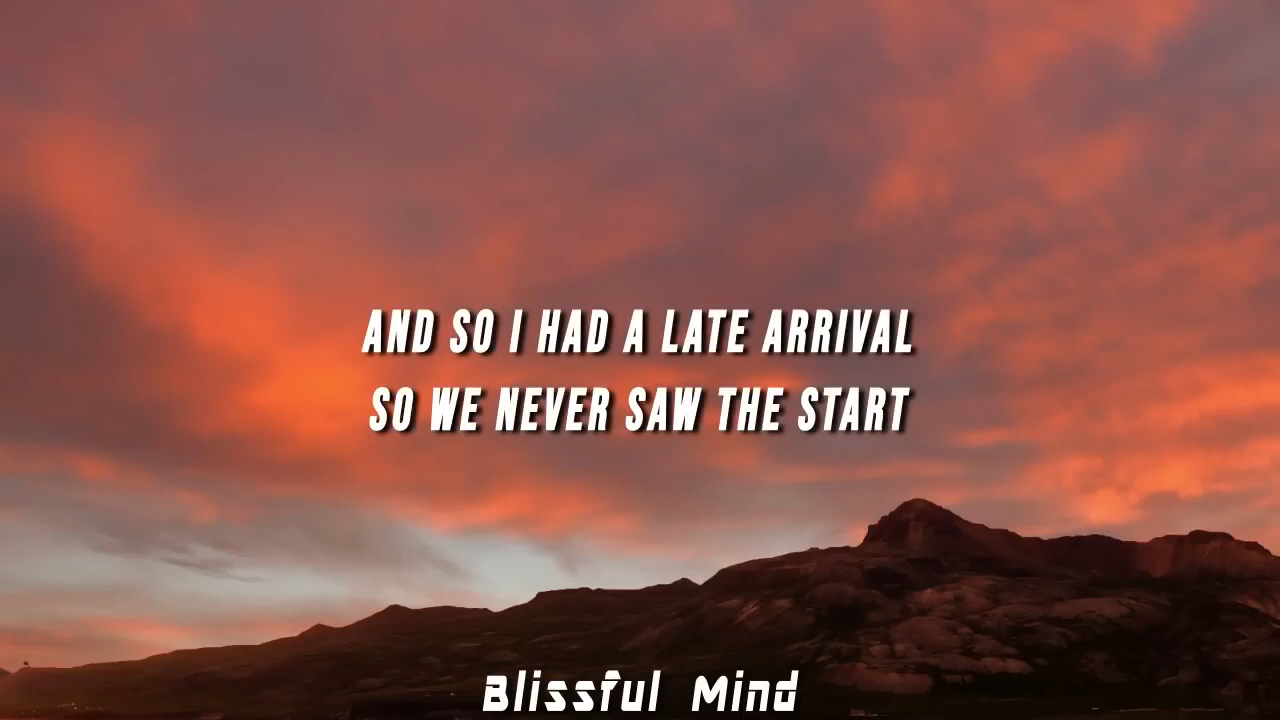 AND SO I HAD A LATE ARRIVAL
SO WE NEVER SAW THE START
Blissful Mind